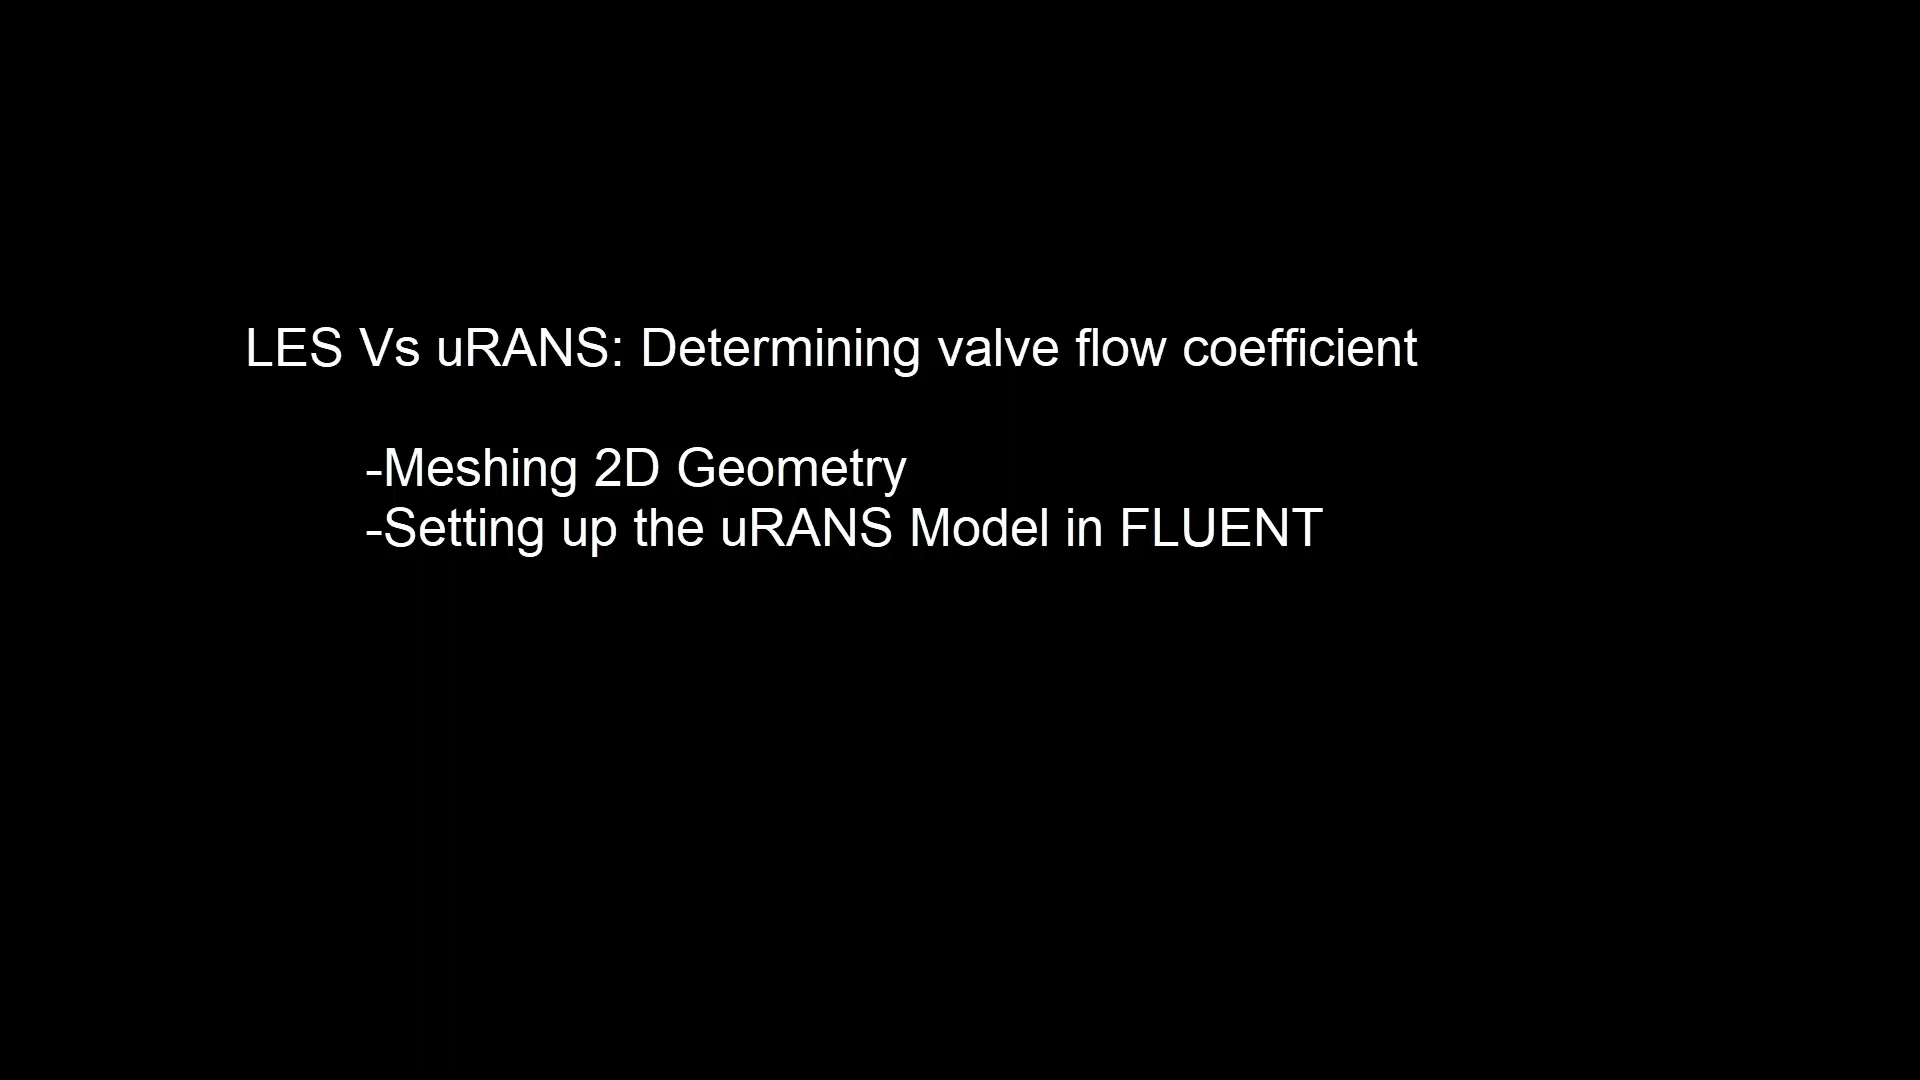 LES Vs uRANS: Determining valve flow coefficient
-Meshing 2D Geometry
-Setting up the uRANS Model in FLUENT